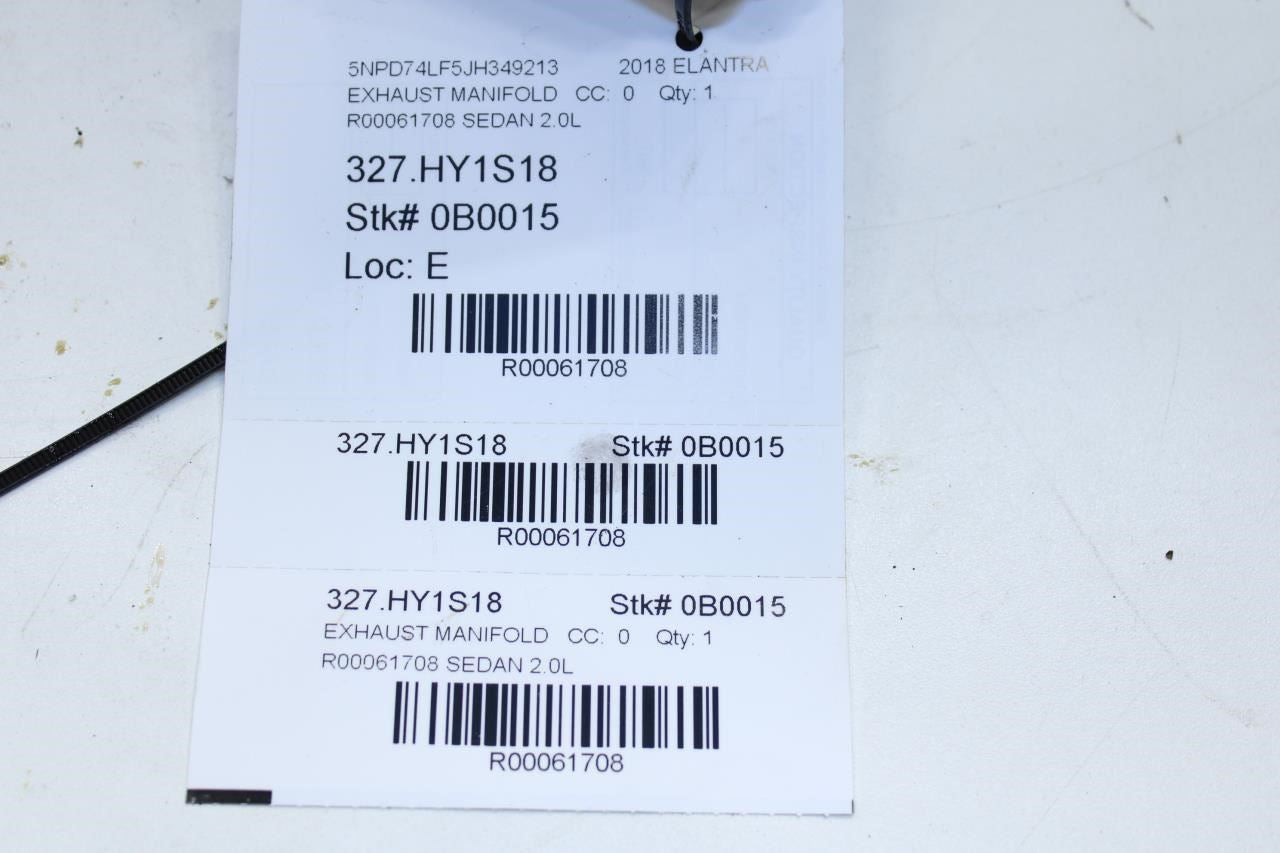 5NPD74LF5JH349213 2018 ELANTRA
EXHAUST MANIFOLD CC: 0 Qty: 1
R00061708 SEDAN 2.0L
327.HY1S18
Stk# 0B0015
Loc: E
R00061708
327.HY1S18 Stk# 0B0015
R00061708
327.HY1S18 Stk# 0B0015
EXHAUST MANIFOLD CC: 0 Qty: 1
R00061708 SEDAN 2.0L
R00061708